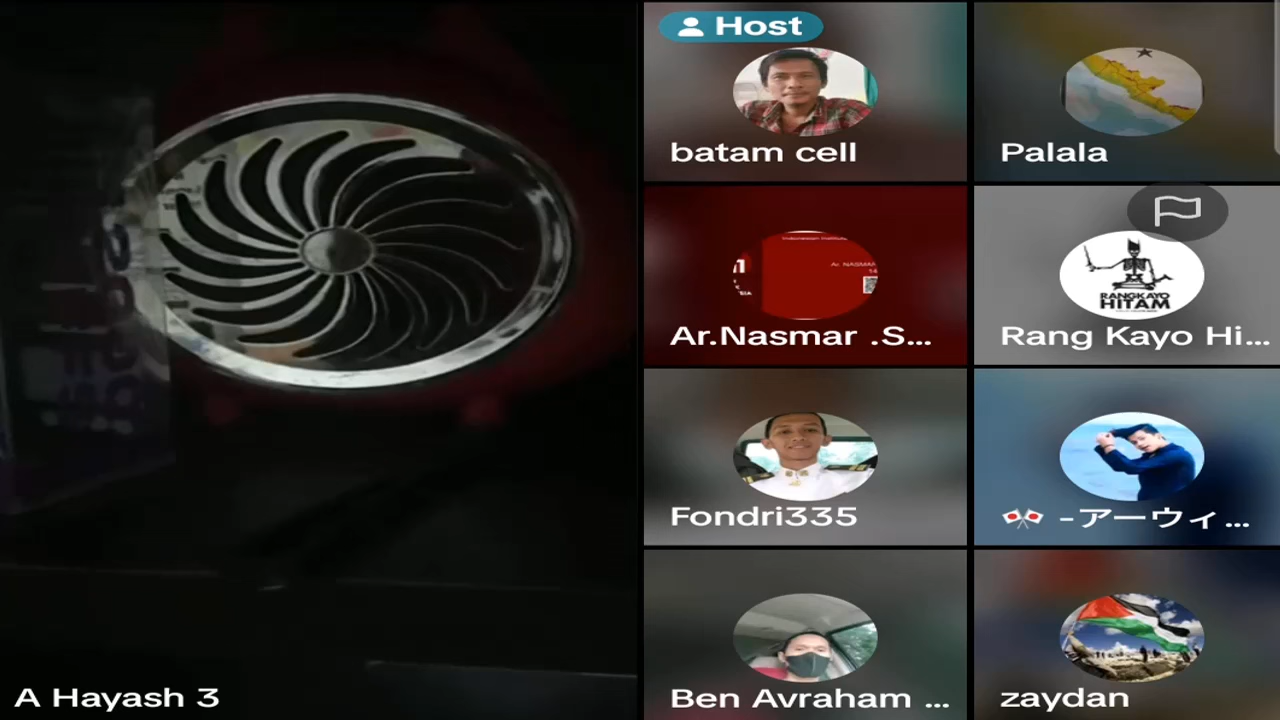 Host
batam cell
Palala
Ar.Nasmar .S...
Rang Kayo Hi...
RANGKAYO
HITAM
Fondri335
🎌 -アーウィ...
Ben Avraham ...
zaydan
A Hayash 3